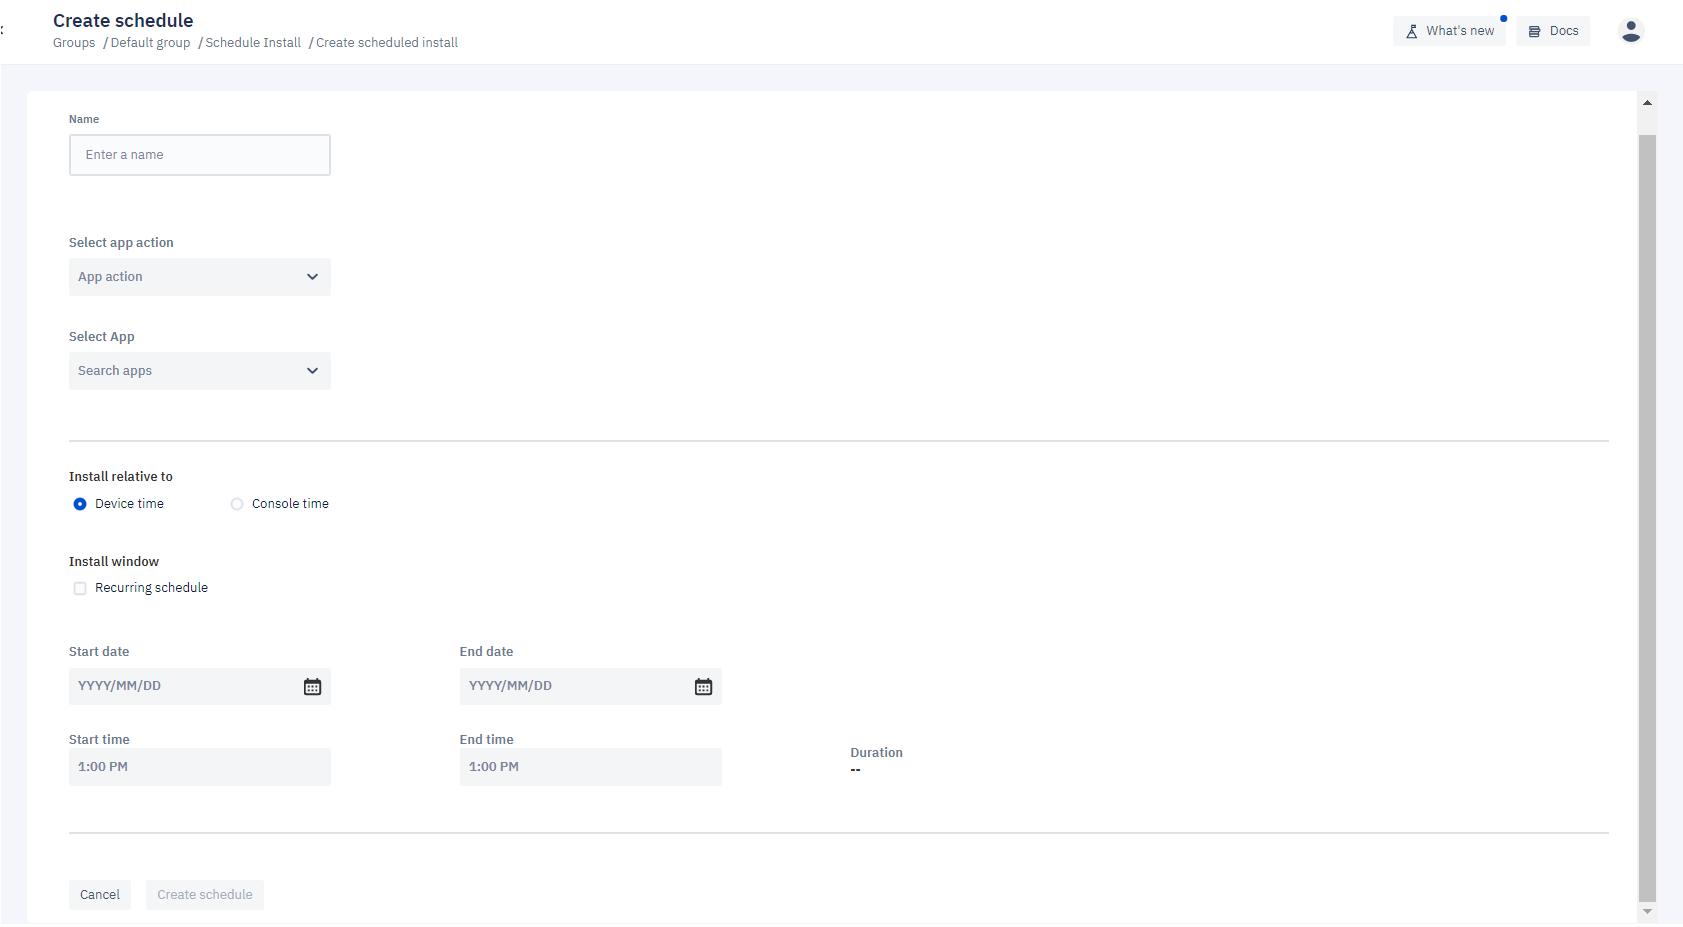 Create schedule
Groups / Default group / Schedule Install / Create scheduled install
What's new
Docs
Name
Enter a name
Select app action
App action
Select App
Search apps
Install relative to
Device time
Console time
Install window
Recurring schedule
Start date
End date
YYYY/MM/DD
YYYY/MM/DD
Start time
End time
1:00 PM
1:00 PM
Duration
--
Cancel
Create schedule